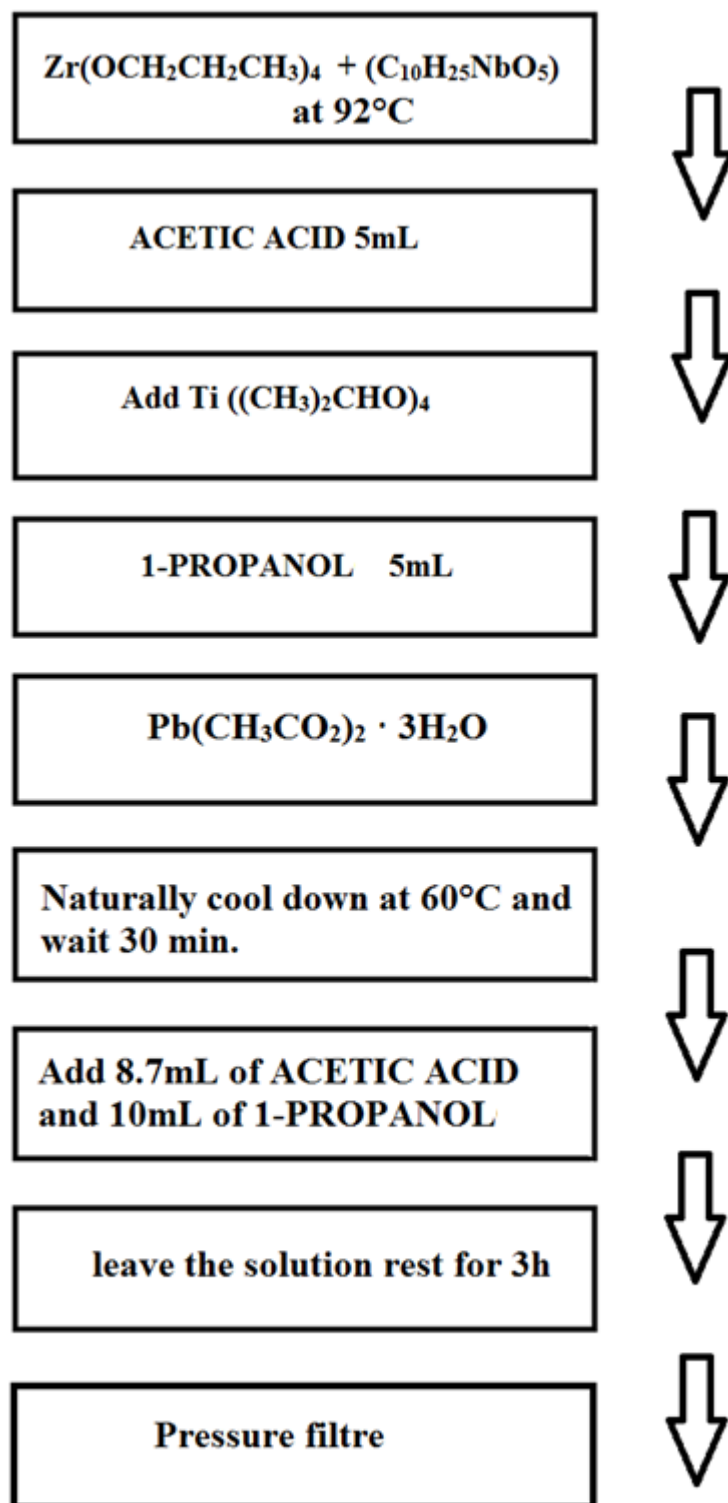 Zr(OCH₂CH₂CH₃)₄ + (C₁₀H₂₅NbO₅)
at 92°C
ACETIC ACID 5mL
Add Ti ((CH₃)₂CHO)₄
1-PROPANOL 5mL
Pb(CH₃CO₂)₂ · 3H₂O
Naturally cool down at 60°C and
wait 30 min.
Add 8.7mL of ACETIC ACID
and 10mL of 1-PROPANOL
leave the solution rest for 3h
Pressure filtre